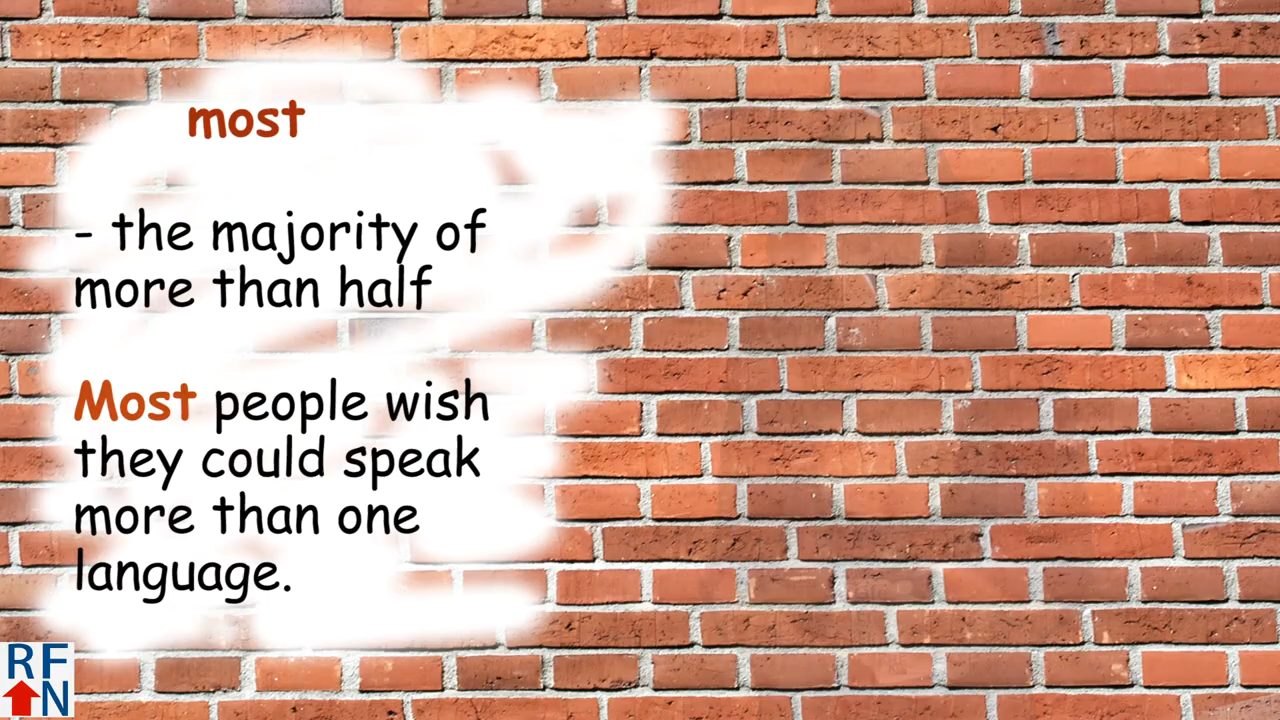 most
- the majority of
more than half
Most people wish
they could speak
more than one
language.
RF
N